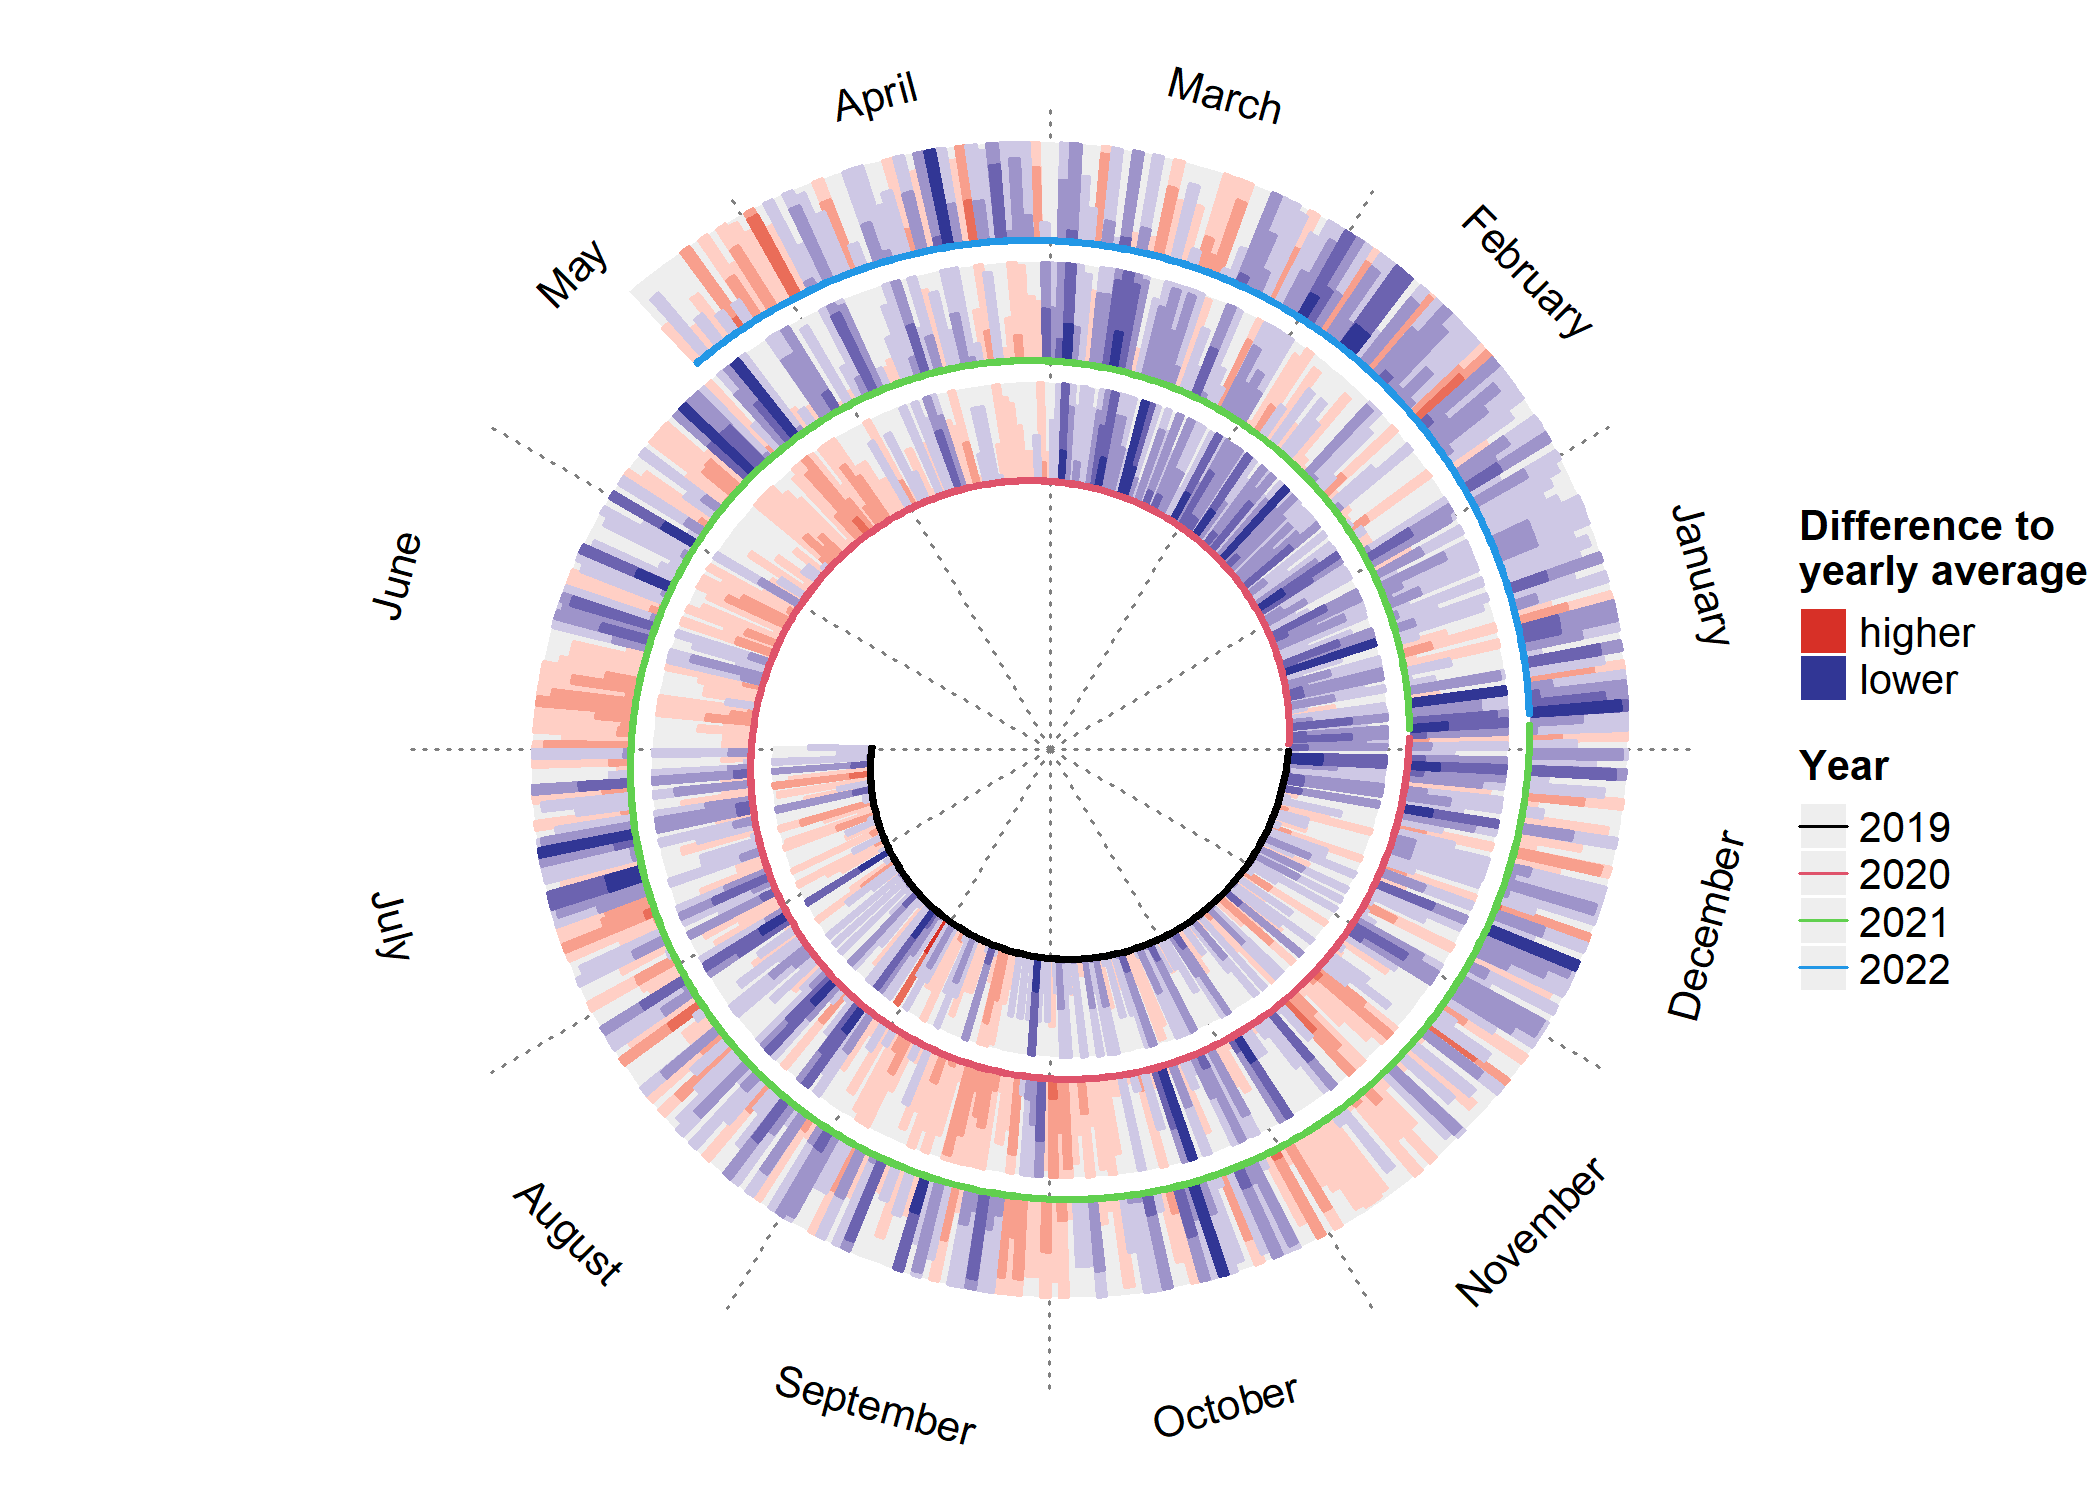 April
March
May
February
June
January
July
December
August
November
September
October
Difference to
yearly average
higher
lower
Year
2019
2020
2021
2022